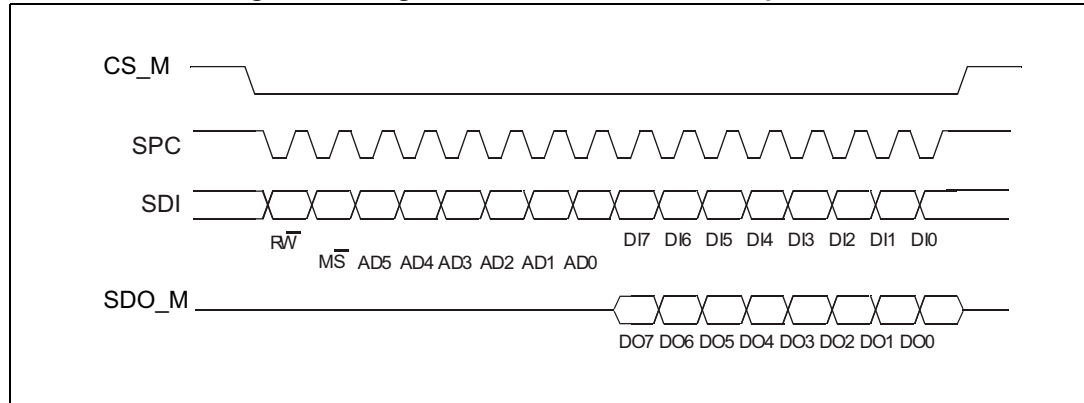 CS_M
SPC
SDI
RW̅
DI7 DI6 DI5 DI4 DI3 DI2 DI1 DI0
MS̅ AD5 AD4 AD3 AD2 AD1 AD0
SDO_M
DO7 DO6 DO5 DO4 DO3 DO2 DO1 DO0